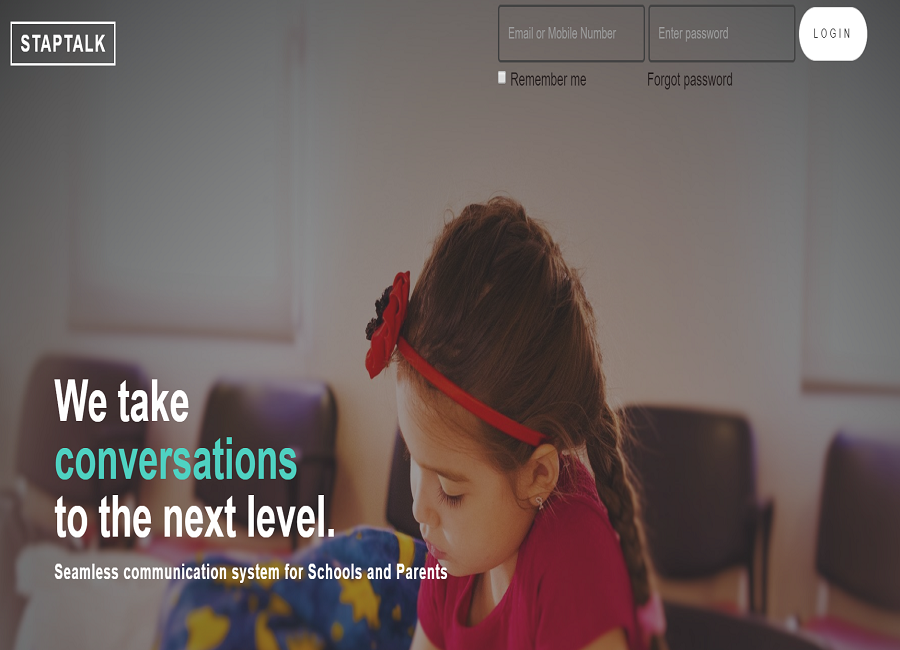 STAPTALK
Email or Mobile Number
Enter password
LOGIN
Remember me
Forgot password
We take
conversations
to the next level.
Seamless communication system for Schools and Parents